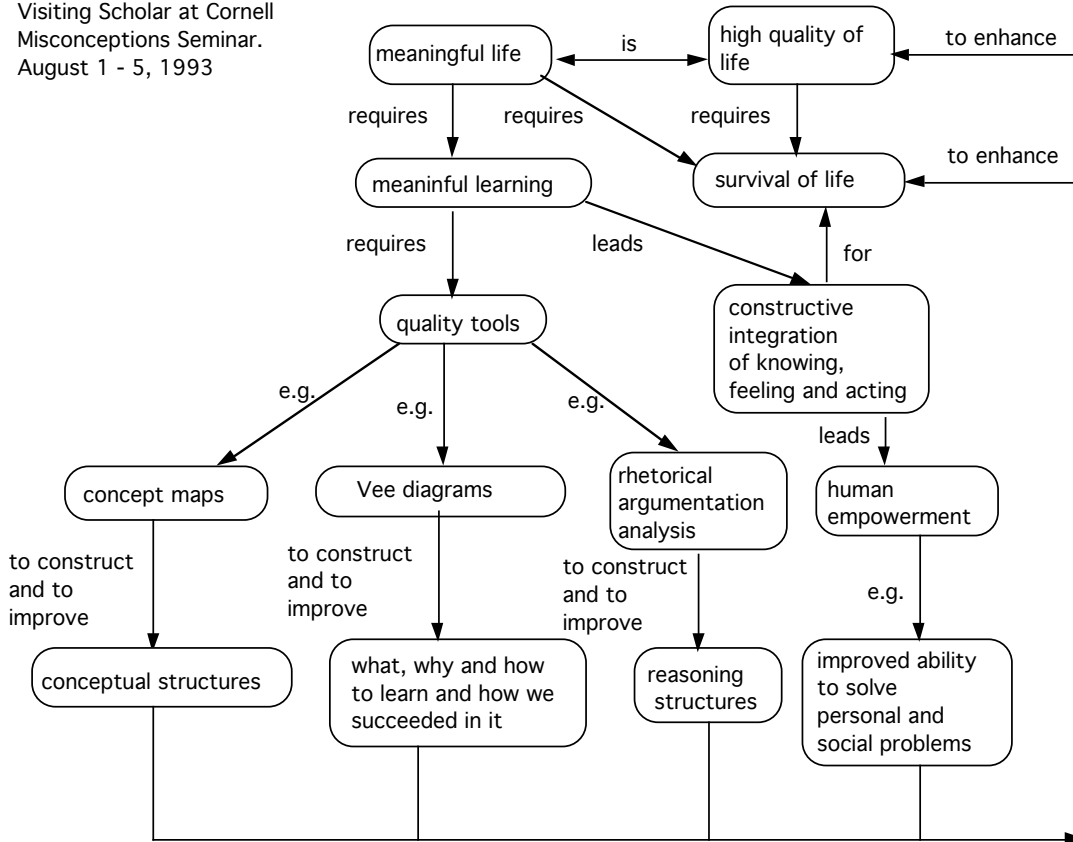 Visiting Scholar at Cornell
Misconceptions Seminar.
August 1 - 5, 1993
meaningful life
is
high quality of
life
to enhance
requires
requires
requires
meaninful learning
survival of life
to enhance
requires
leads
for
quality tools
constructive
integration
of knowing,
feeling and acting
e.g.
e.g.
e.g.
leads
concept maps
Vee diagrams
rhetorical
argumentation
analysis
human
empowerment
to construct
and to
improve
to construct
and to
improve
to construct
and to
improve
e.g.
conceptual structures
what, why and how
to learn and how we
succeeded in it
reasoning
structures
improved ability
to solve
personal and
social problems